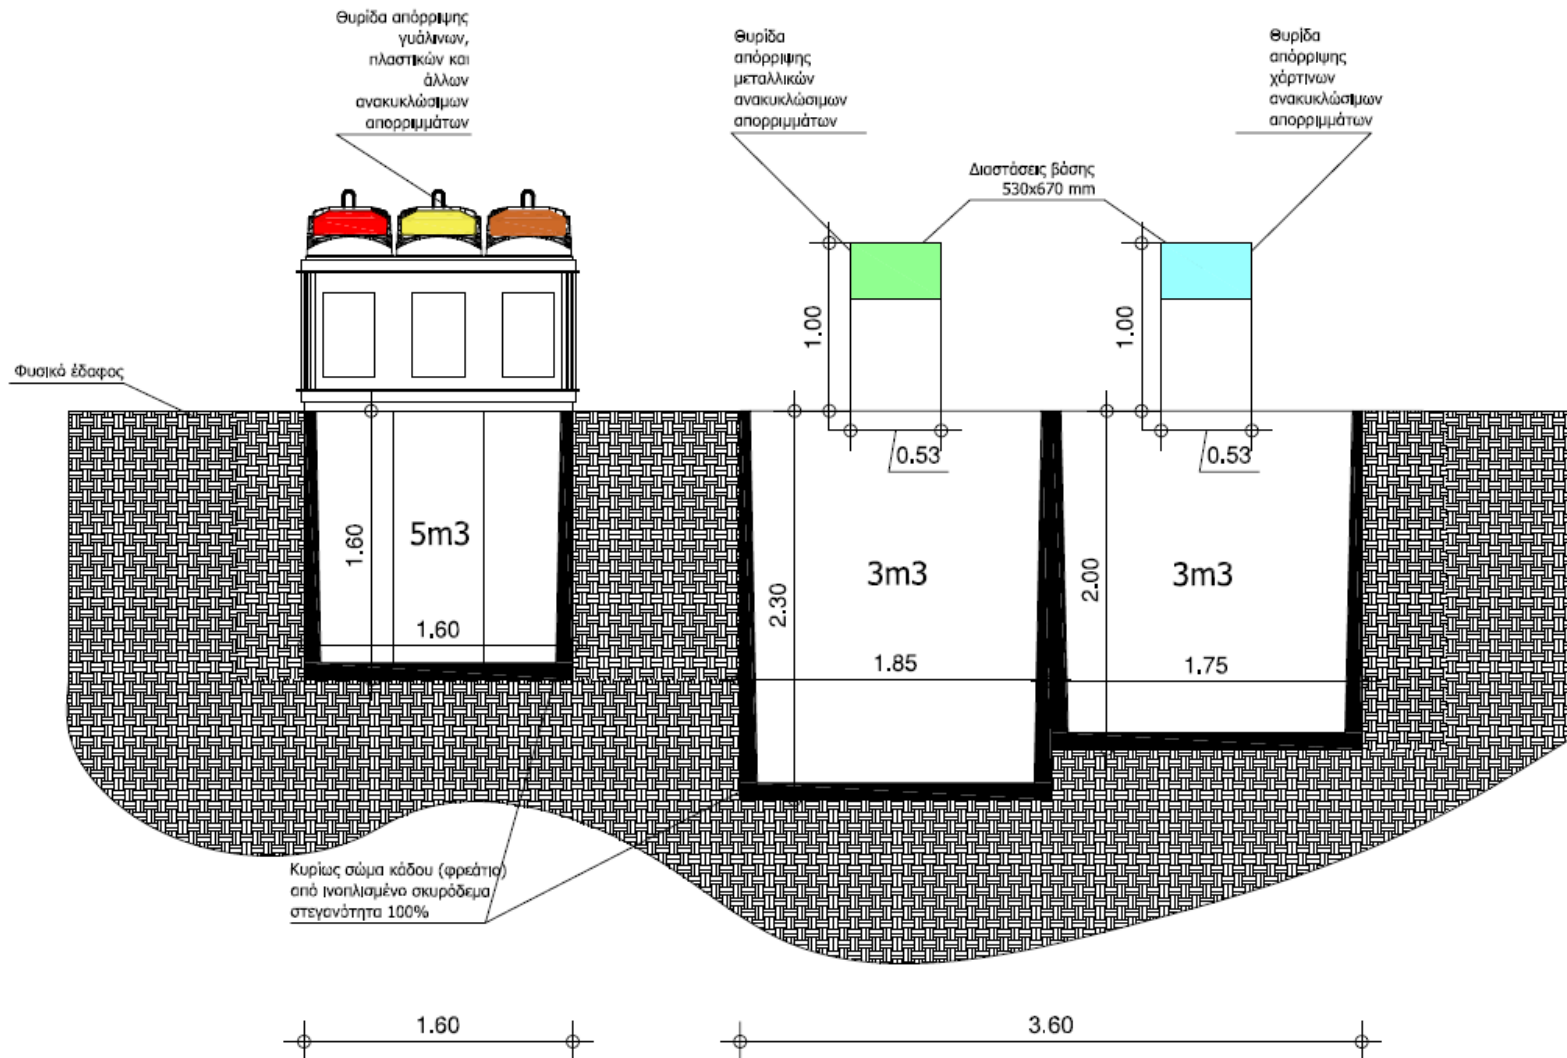 Θυρίδα απόρριψης
γυάλινων,
πλαστικών και
άλλων
ανακυκλώσιμων
απορριμμάτων
Θυρίδα
απόρριψης
μεταλλικών
ανακυκλώσιμων
απορριμμάτων
Θυρίδα
απόρριψης
χάρτινων
ανακυκλώσιμων
απορριμμάτων
Διαστάσεις βάσης
530x670 mm
1.00
1.00
Φυσικό έδαφος
0.53
0.53
1.60
5m3
1.60
2.30
3m3
1.85
2.00
3m3
1.75
Κυρίως σώμα κάδου (φρεάτιο)
από ινοπλισμένο σκυρόδεμα
στεγανότητα 100%
1.60
3.60